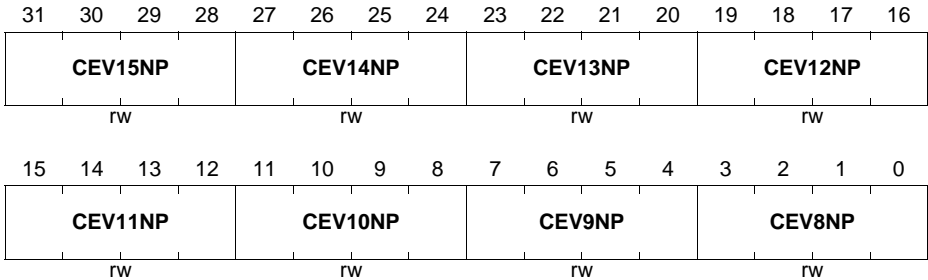 31 30 29 28 27 26 25 24 23 22 21 20 19 18 17 16
CEV15NP CEV14NP CEV13NP CEV12NP
rw rw rw rw
15 14 13 12 11 10 9 8 7 6 5 4 3 2 1 0
CEV11NP CEV10NP CEV9NP CEV8NP
rw rw rw rw